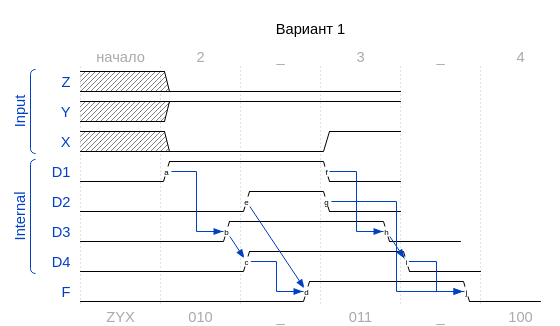 Вариант 1
начало 2 _ 3 _ 4
Input
Z
Y
X
Internal
D1 a f
D2 e g
D3 b h
D4 c i
F d j
ZYX 010 _ 011 _ 100